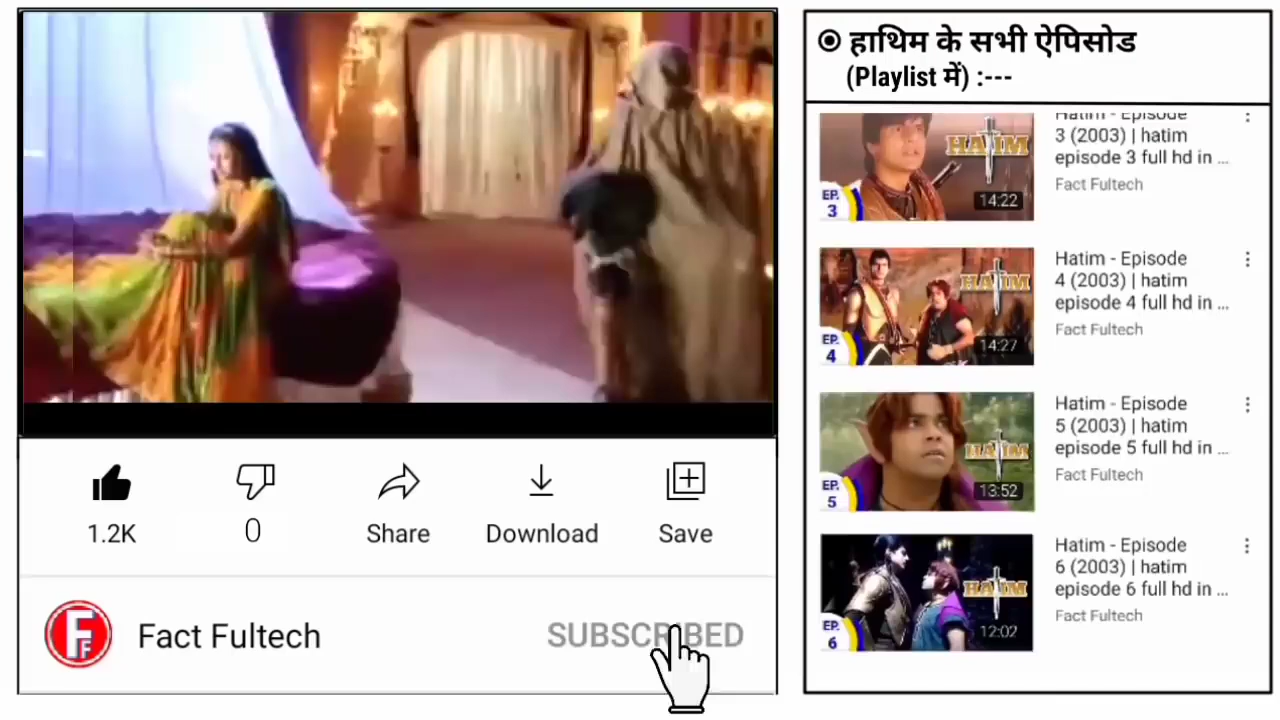 1.2K
0
Share
Download
Save
F
F
Fact Fultech
SUBSCRIBED
हाथिम के सभी ऐपिसोड
(Playlist में) :---
Hatim - Episode
3 (2003) | hatim
episode 3 full hd in ...
Fact Fultech
HATIM
EP.
3
14:22
Hatim - Episode
4 (2003) | hatim
episode 4 full hd in ...
Fact Fultech
HATIM
EP.
4
14:27
Hatim - Episode
5 (2003) | hatim
episode 5 full hd in ...
Fact Fultech
HATIM
EP.
5
13:52
Hatim - Episode
6 (2003) | hatim
episode 6 full hd in ...
Fact Fultech
HATIM
EP.
6
12:02